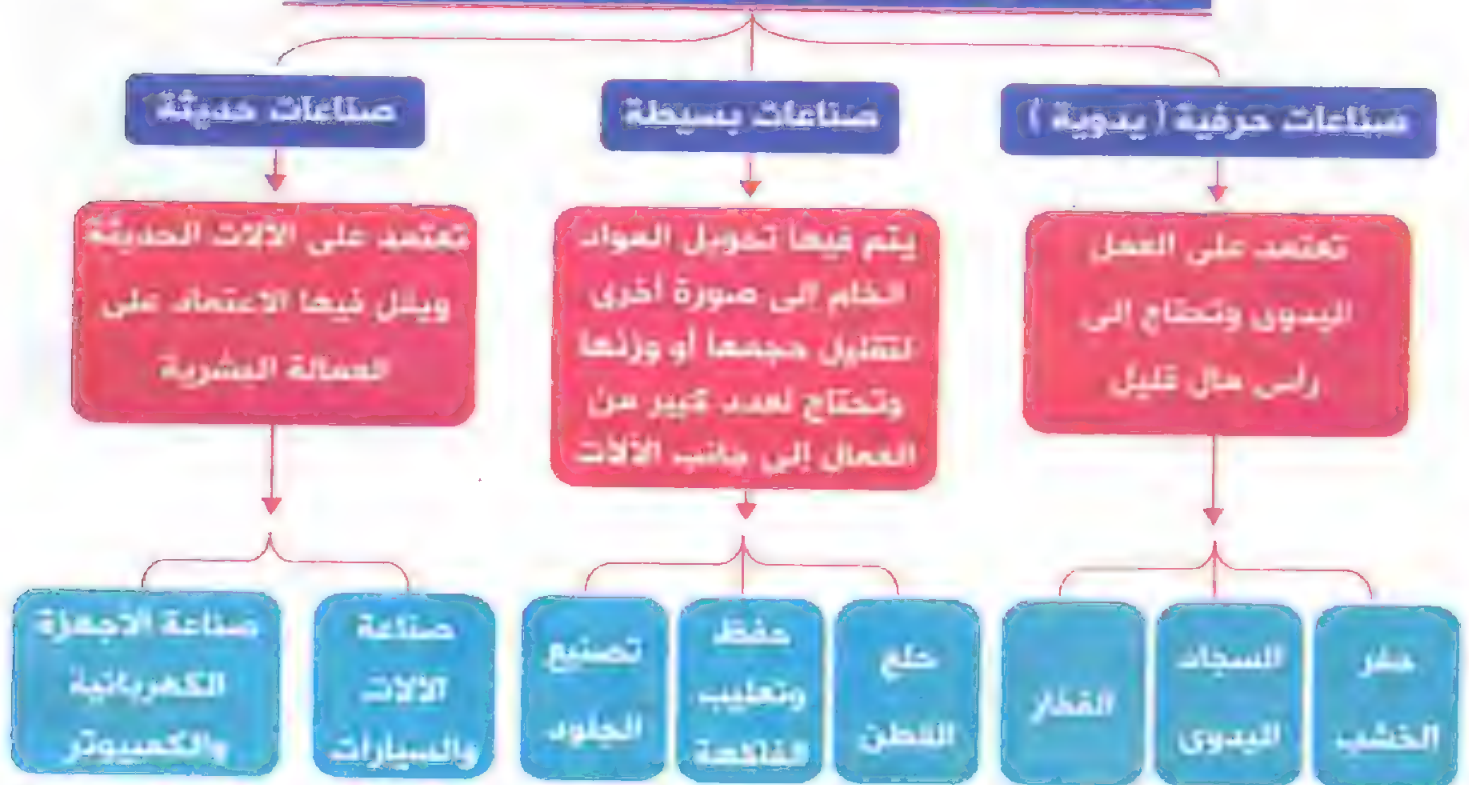 صناعات حرفية ( يدوية )
صناعات بسيطة
صناعات حديثة
تعتمد على العمل
اليدوى وتحتاج إلى
رأس مال قليل
يتم فيها تحويل المواد
الخام إلى صورة أخرى
لتقليل حجمها أو وزنها
وتحتاج لعدد كبير من
العمال إلى جانب الآلات
تعتمد على الآلات الحديثة
ويقل فيها الاعتماد على
العمالة البشرية
حفر
الخشب
السجاد
اليدوى
الفخار
حلج
القطن
حفظ
وتعليب
الفاكهة
تصنيع
الجلود
صناعة
الآلات
والسيارات
صناعة الأجهزة
الكهربائية
والكمبيوتر